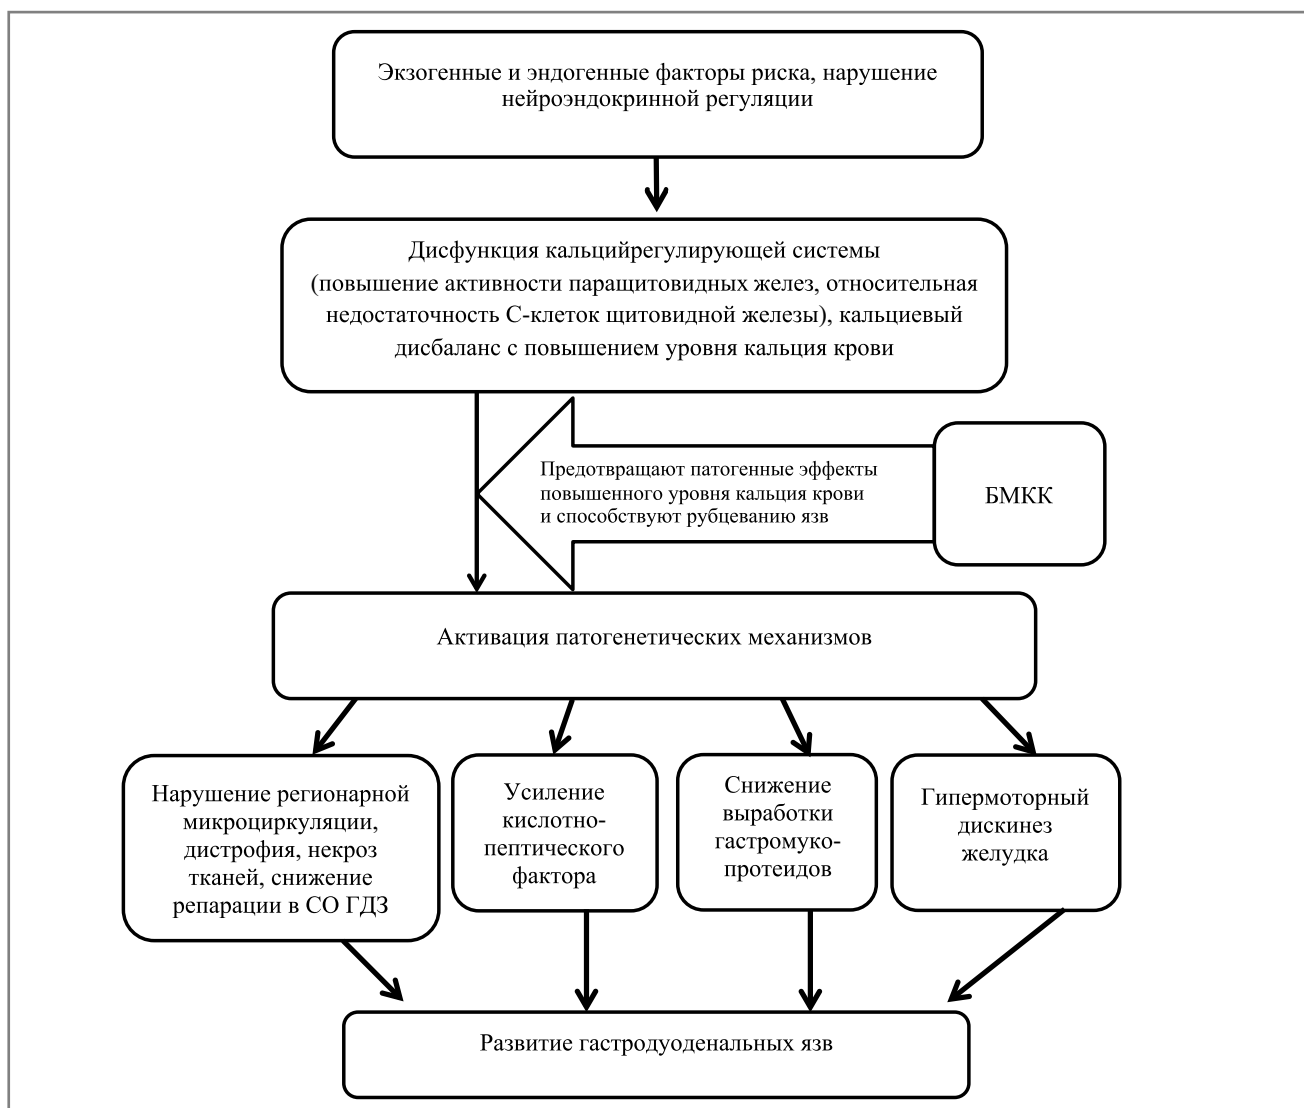 Экзогенные и эндогенные факторы риска, нарушение
нейроэндокринной регуляции
Дисфункция кальцийрегулирующей системы
(повышение активности паращитовидных желез, относительная
недостаточность С-клеток щитовидной железы), кальциевый
дисбаланс с повышением уровня кальция крови
Предотвращают патогенные эффекты
повышенного уровня кальция крови
и способствуют рубцеванию язв
БМКК
Активация патогенетических механизмов
Нарушение регионарной
микроциркуляции,
дистрофия, некроз
тканей, снижение
репарации в СО ГДЗ
Усиление
кислотно-
пептического
фактора
Снижение
выработки
гастромуко-
протеидов
Гипермоторный
дискинез
желудка
Развитие гастродуоденальных язв